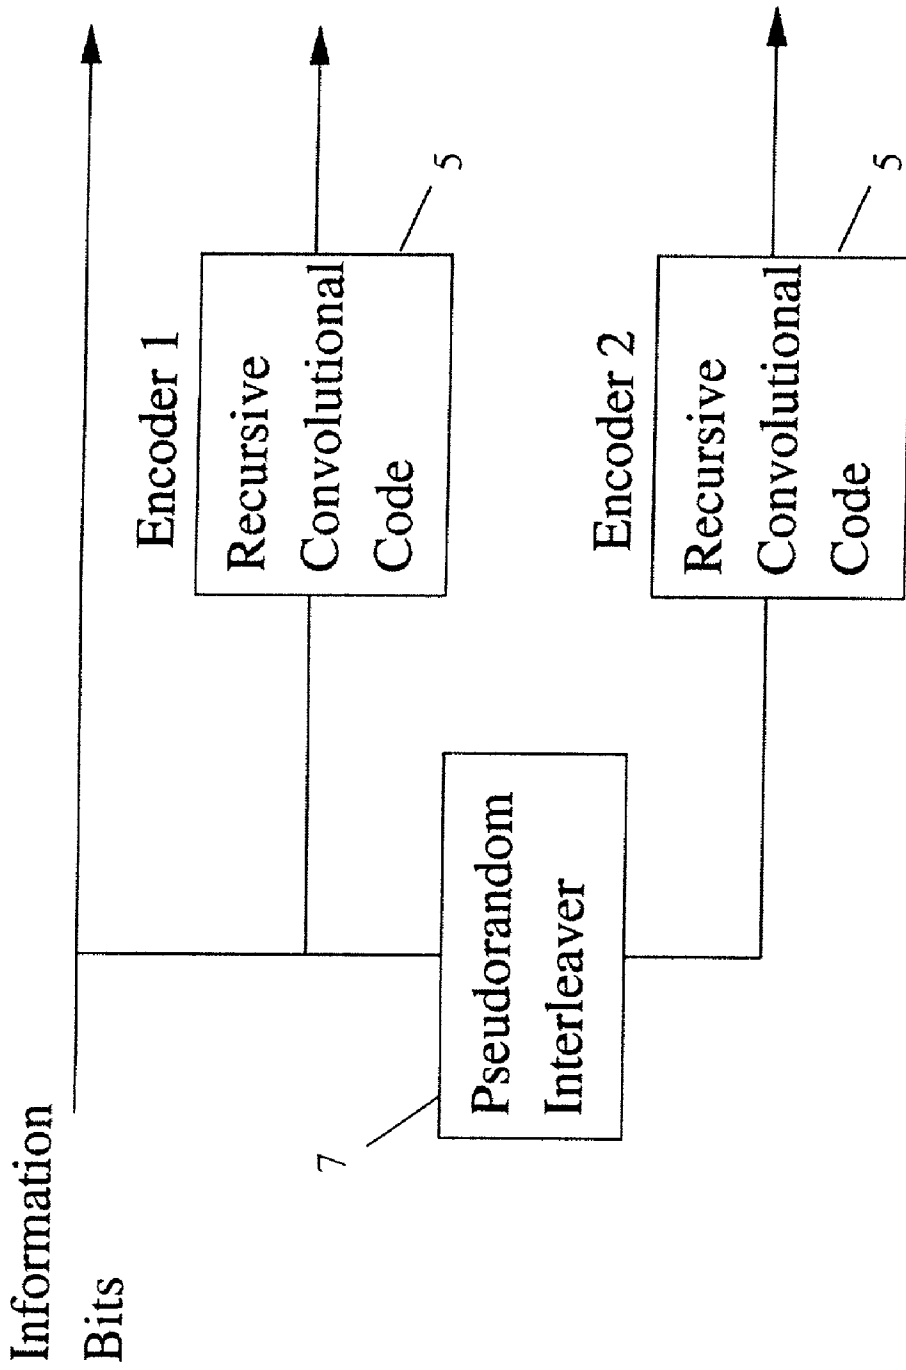 Information
Bits
Encoder 1
Recursive
Convolutional
Code
5
7
Pseudorandom
Interleaver
Encoder 2
Recursive
Convolutional
Code
5